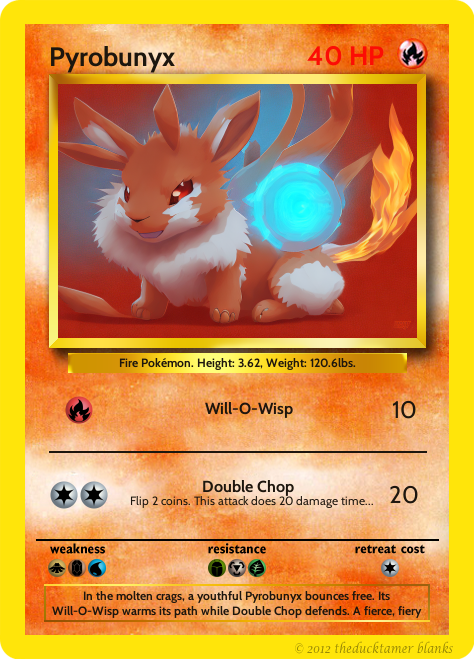 Pyrobunyx
40 HP
Fire Pokémon. Height: 3.62, Weight: 120.6lbs.
Will-O-Wisp
10
Double Chop
Flip 2 coins. This attack does 20 damage time...
20
weakness
resistance
retreat cost
In the molten crags, a youthful Pyrobunyx bounces free. Its
Will-O-Wisp warms its path while Double Chop defends. A fierce, fiery
© 2012 theducktamer blanks